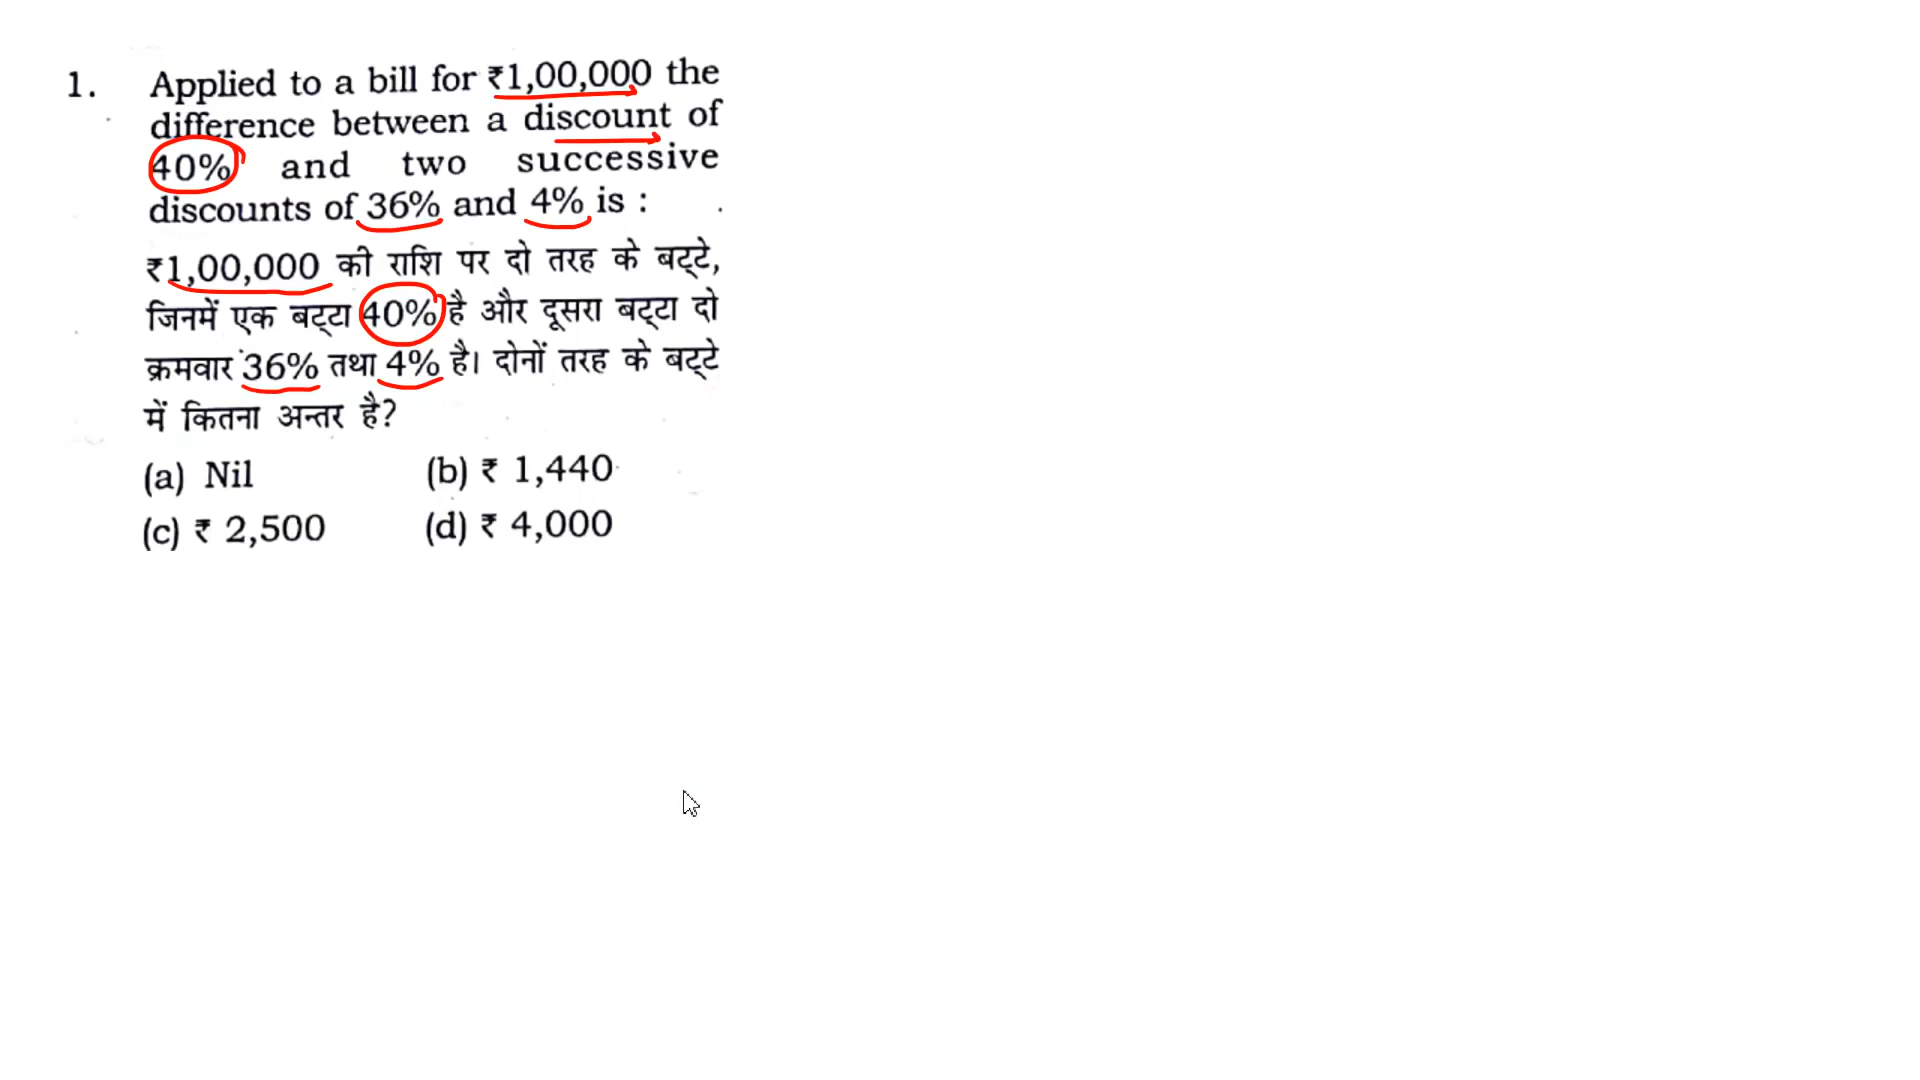 1. Applied to a bill for ₹1,00,000 the
difference between a discount of
40% and two successive
discounts of 36% and 4% is :
₹1,00,000 की राशि पर दो तरह के बट्टे,
जिनमें एक बट्टा 40% है और दूसरा बट्टा दो
क्रमवार 36% तथा 4% है। दोनों तरह के बट्टे
में कितना अन्तर है?
(a) Nil (b) ₹ 1,440
(c) ₹ 2,500 (d) ₹ 4,000